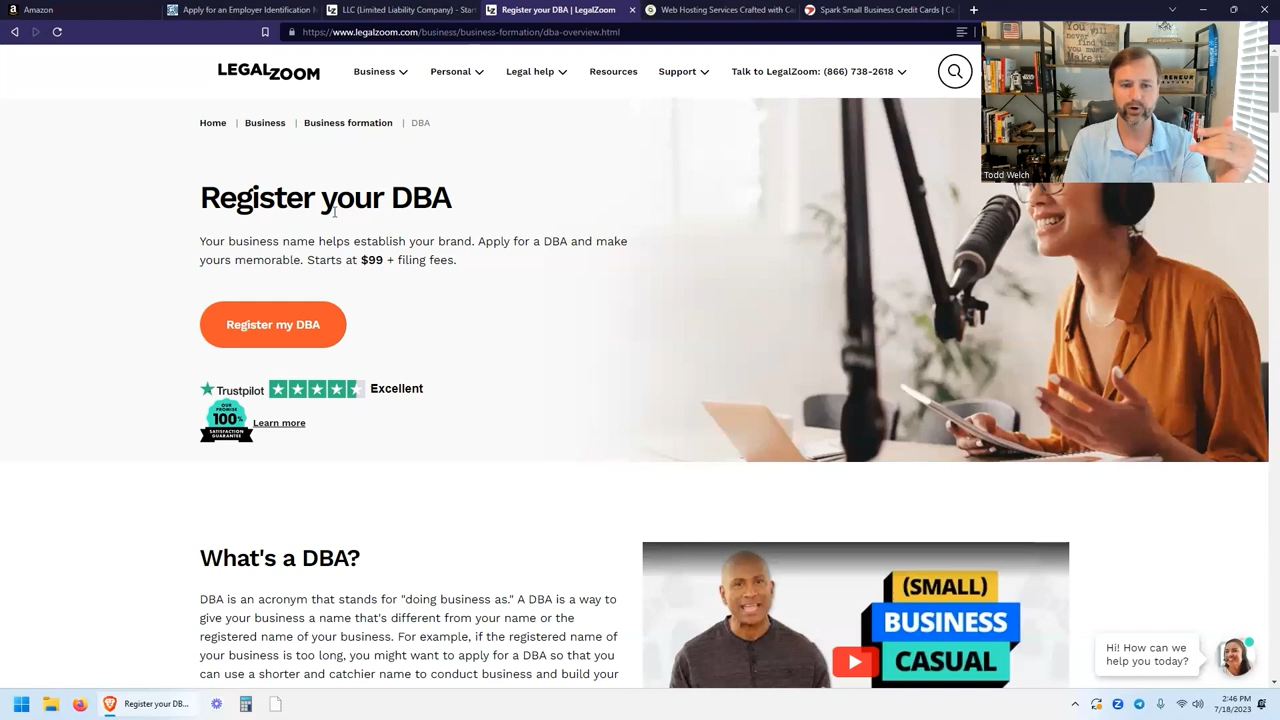 Amazon
Apply for an Employer Identification N
LLC (Limited Liability Company) - Star
Register your DBA | LegalZoom
Web Hosting Services Crafted with Ca
Spark Small Business Credit Cards | C
https://www.legalzoom.com/business/business-formation/dba-overview.html
LEGALZOOM
Business
Personal
Legal help
Resources
Support
Talk to LegalZoom: (866) 738-2618
Todd Welch
Home | Business | Business formation | DBA
Register your DBA
Your business name helps establish your brand. Apply for a DBA and make
yours memorable. Starts at $99 + filing fees.
Register my DBA
Trustpilot
Excellent
OUR
PROMISE
100%
SATISFACTION
GUARANTEE
Learn more
What's a DBA?
DBA is an acronym that stands for "doing business as." A DBA is a way to
give your business a name that's different from your name or the
registered name of your business. For example, if the registered name of
your business is too long, you might want to apply for a DBA so that you
can use a shorter and catchier name to conduct business and build your
(SMALL)
BUSINESS
CASUAL
Hi! How can we
help you today?
Register your DB...
2:46 PM
7/18/2023